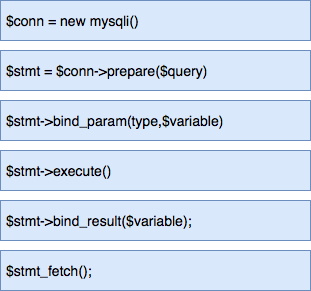 $conn = new mysqli()
$stmt = $conn->prepare($query)
$stmt->bind_param(type,$variable)
$stmt->execute()
$stmt->bind_result($variable);
$stmt_fetch();